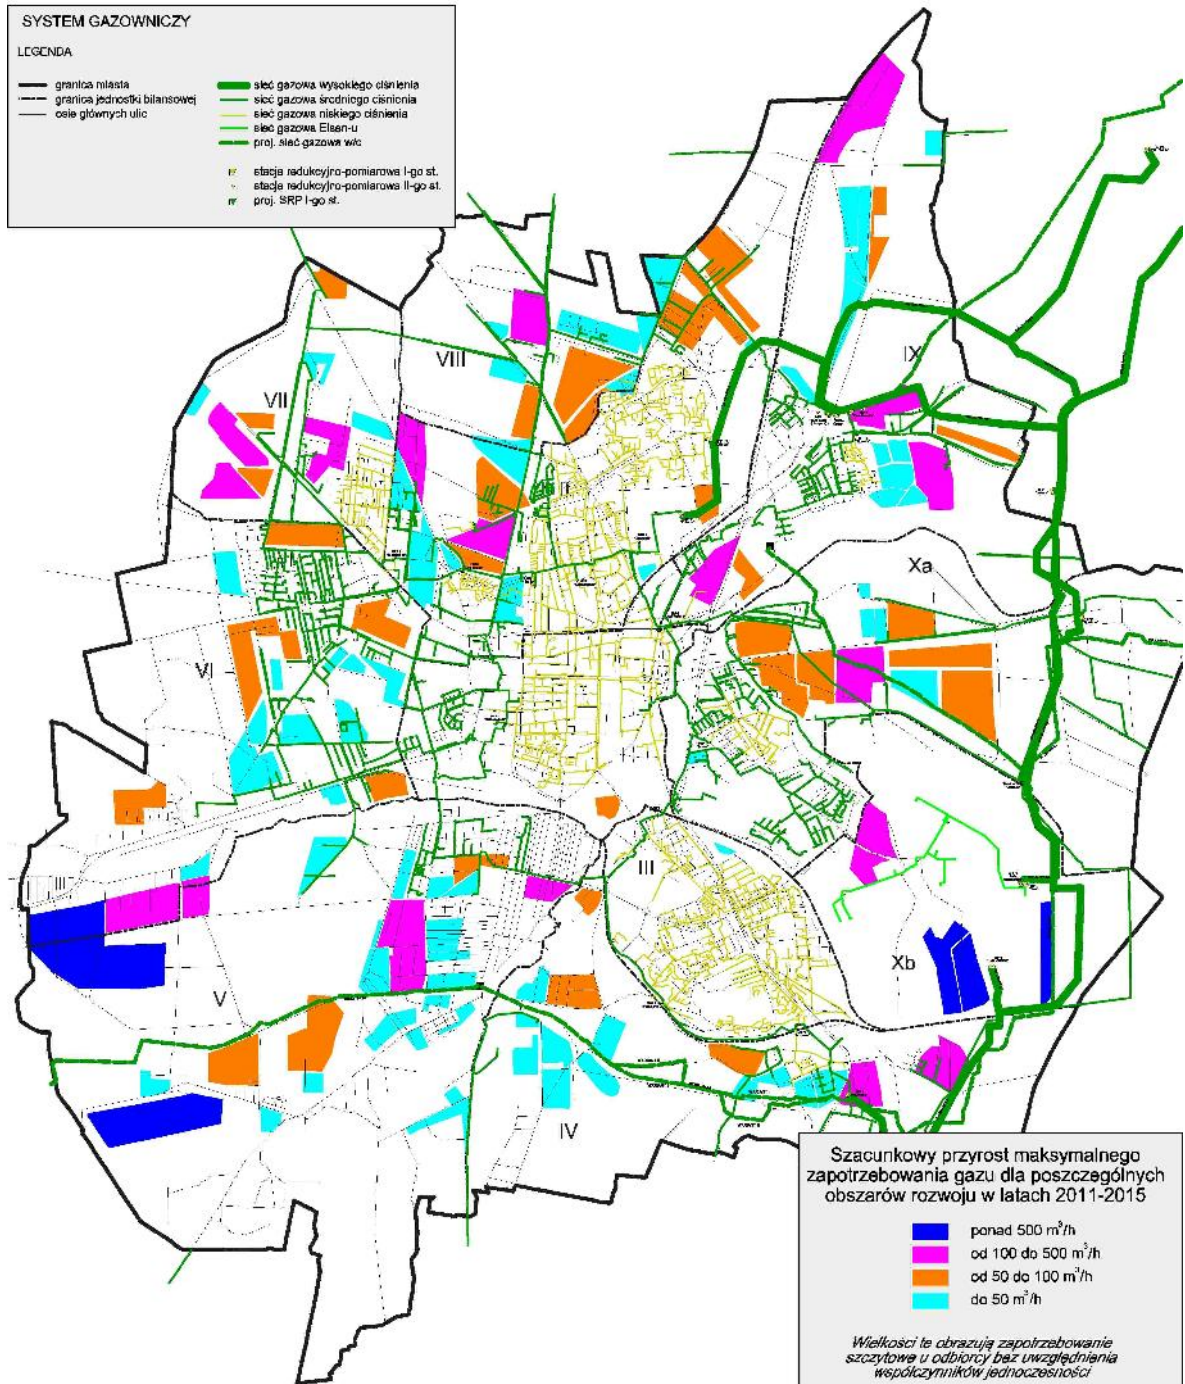 SYSTEM GAZOWNICZY
LEGENDA
granica miasta
granica jednostki bilansowej
osie głównych ulic
sieć gazowa wysokiego ciśnienia
sieć gazowa średniego ciśnienia
sieć gazowa niskiego ciśnienia
sieć gazowa Elsen-u
proj. sieć gazowa w/c
stacja redukcyjno-pomiarowa I-go st.
stacja redukcyjno-pomiarowa II-go st.
proj. SRP I-go st.
VIII
IX
VII
II
I
Xa
VI
III
III
Xb
V
IV
Szacunkowy przyrost maksymalnego
zapotrzebowania gazu dla poszczególnych
obszarów rozwoju w latach 2011-2015
ponad 500 m³/h
od 100 do 500 m³/h
od 50 do 100 m³/h
do 50 m³/h
Wielkości te obrazują zapotrzebowanie
szczytowe u odbiorcy bez uwzględnienia
współczynników jednoczesności